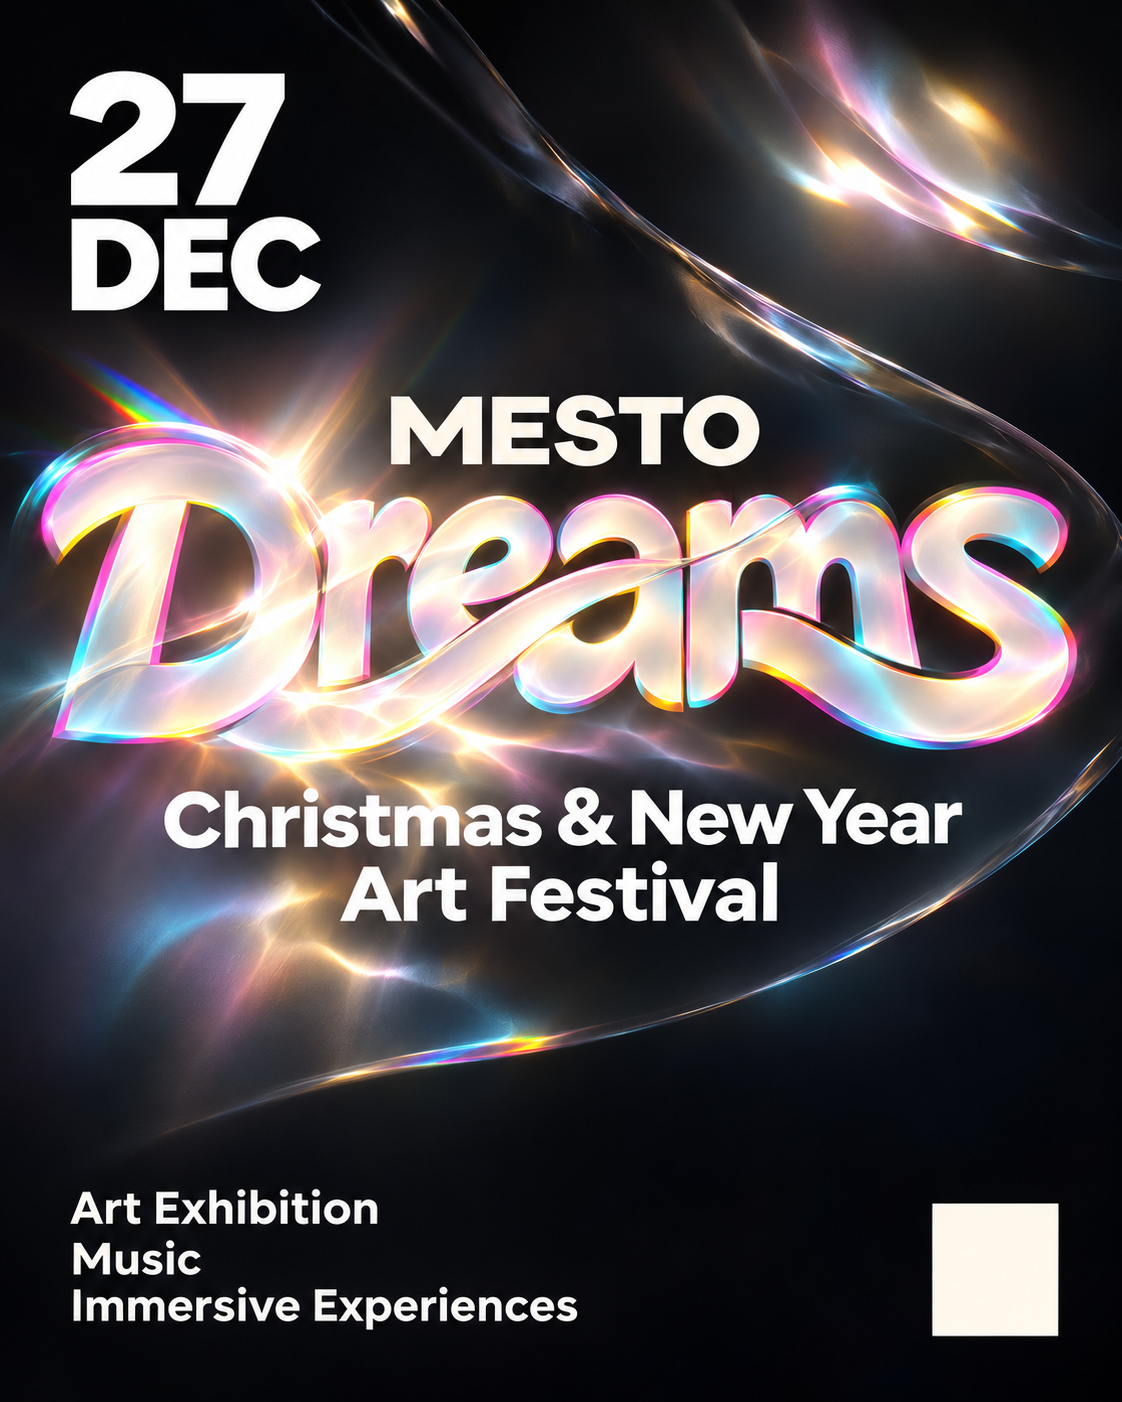 27
DEC
MESTO
Dreams
Christmas & New Year
Art Festival
Art Exhibition
Music
Immersive Experiences